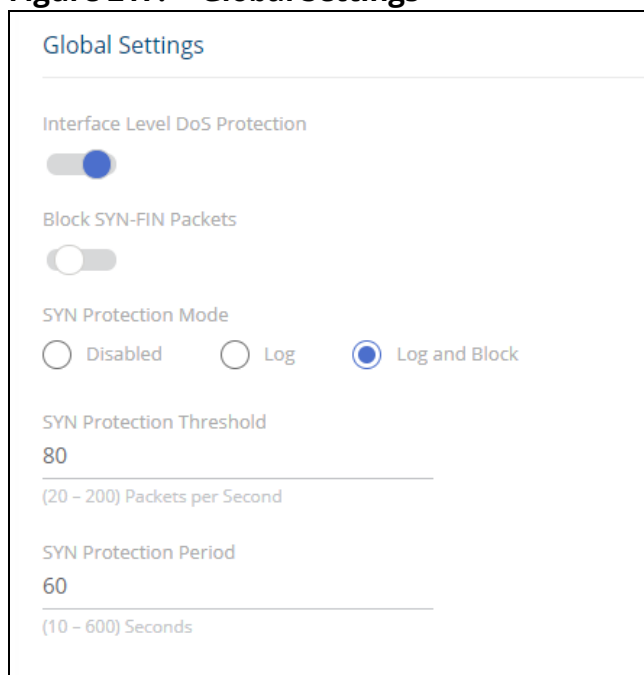 Global Settings
Interface Level DoS Protection
Block SYN-FIN Packets
SYN Protection Mode
Disabled Log Log and Block
SYN Protection Threshold
80
(20 – 200) Packets per Second
SYN Protection Period
60
(10 – 600) Seconds